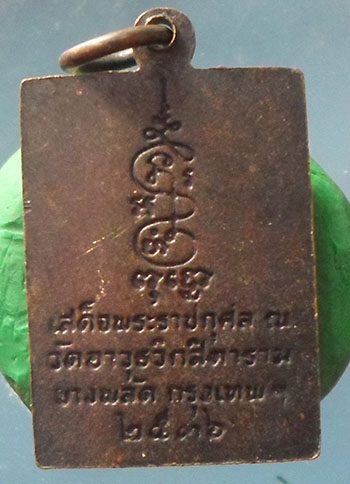 เสด็จพระราชกุศล ณ.
วัดอาวุธวิกสิตาราม
บางพลัด กรุงเทพฯ
๒๕๓๖